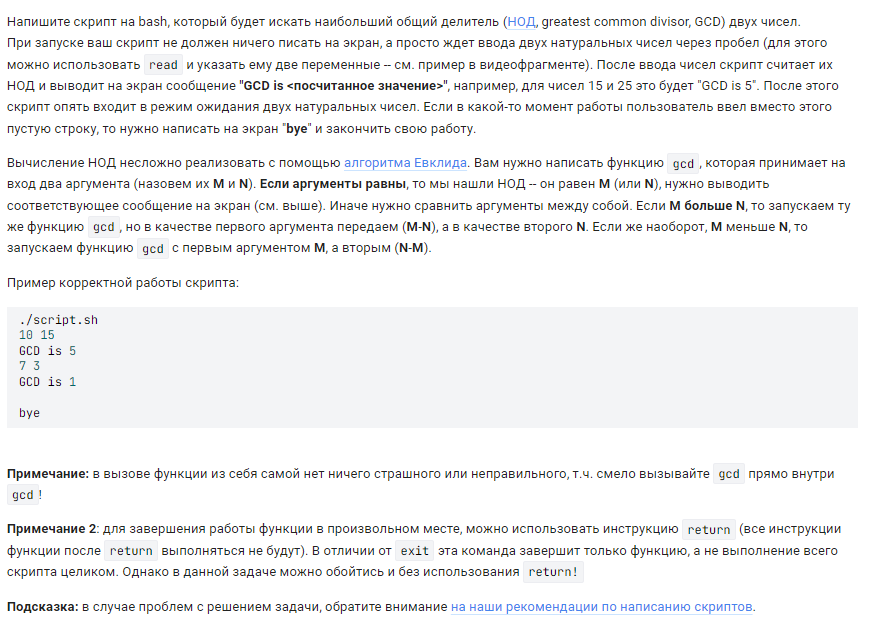 Напишите скрипт на bash, который будет искать наибольший общий делитель (НОД, greatest common divisor, GCD) двух чисел.
При запуске ваш скрипт не должен ничего писать на экран, а просто ждет ввода двух натуральных чисел через пробел (для этого
можно использовать read и указать ему две переменные -- см. пример в видеофрагменте). После ввода чисел скрипт считает их
НОД и выводит на экран сообщение "GCD is <посчитанное значение>", например, для чисел 15 и 25 это будет "GCD is 5". После этого
скрипт опять входит в режим ожидания двух натуральных чисел. Если в какой-то момент работы пользователь ввел вместо этого
пустую строку, то нужно написать на экран "bye" и закончить свою работу.
Вычисление НОД несложно реализовать с помощью алгоритма Евклида. Вам нужно написать функцию gcd, которая принимает на
вход два аргумента (назовем их M и N). Если аргументы равны, то мы нашли НОД -- он равен M (или N), нужно выводить
соответствующее сообщение на экран (см. выше). Иначе нужно сравнить аргументы между собой. Если M больше N, то запускаем ту
же функцию gcd, но в качестве первого аргумента передаем (M-N), а в качестве второго N. Если же наоборот, M меньше N, то
запускаем функцию gcd с первым аргументом M, а вторым (N-M).
Пример корректной работы скрипта:
./script.sh
10 15
GCD is 5
7 3
GCD is 1
bye
Примечание: в вызове функции из себя самой нет ничего страшного или неправильного, т.ч. смело вызывайте gcd прямо внутри
gcd!
Примечание 2: для завершения работы функции в произвольном месте, можно использовать инструкцию return (все инструкции
функции после return выполняться не будут). В отличии от exit эта команда завершит только функцию, а не выполнение всего
скрипта целиком. Однако в данной задаче можно обойтись и без использования return!
Подсказка: в случае проблем с решением задачи, обратите внимание на наши рекомендации по написанию скриптов.